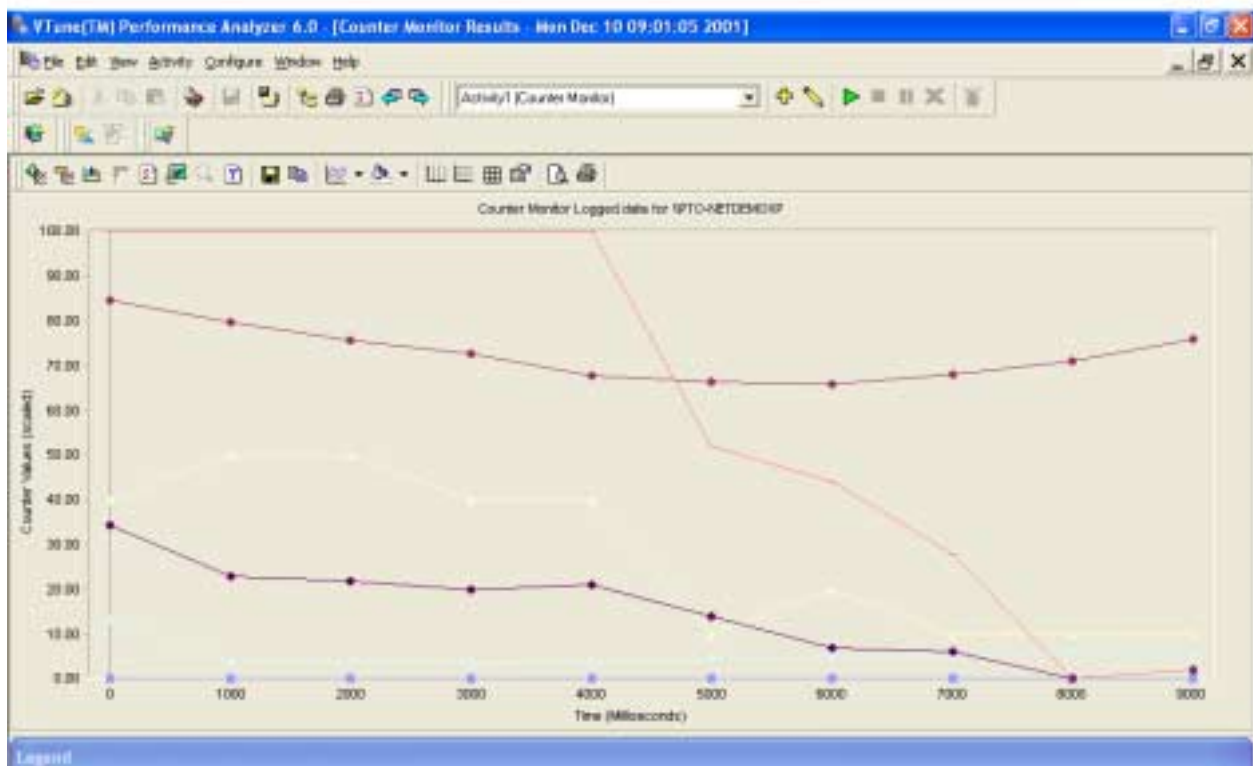 VTune(TM) Performance Analyzer 6.0 - [Counter Monitor Results - Mon Dec 10 09:01:05 2001]
File Edit View Activity Configure Window Help
Activity1 (Counter Monitor)
Counter Monitor Logged data for
100.00
90.00
80.00
70.00
60.00
50.00
40.00
30.00
20.00
10.00
0.00
Counter Values (scaled)
0 1000 2000 3000 4000 5000 6000 7000 8000 9000
Time (Milliseconds)
Legend